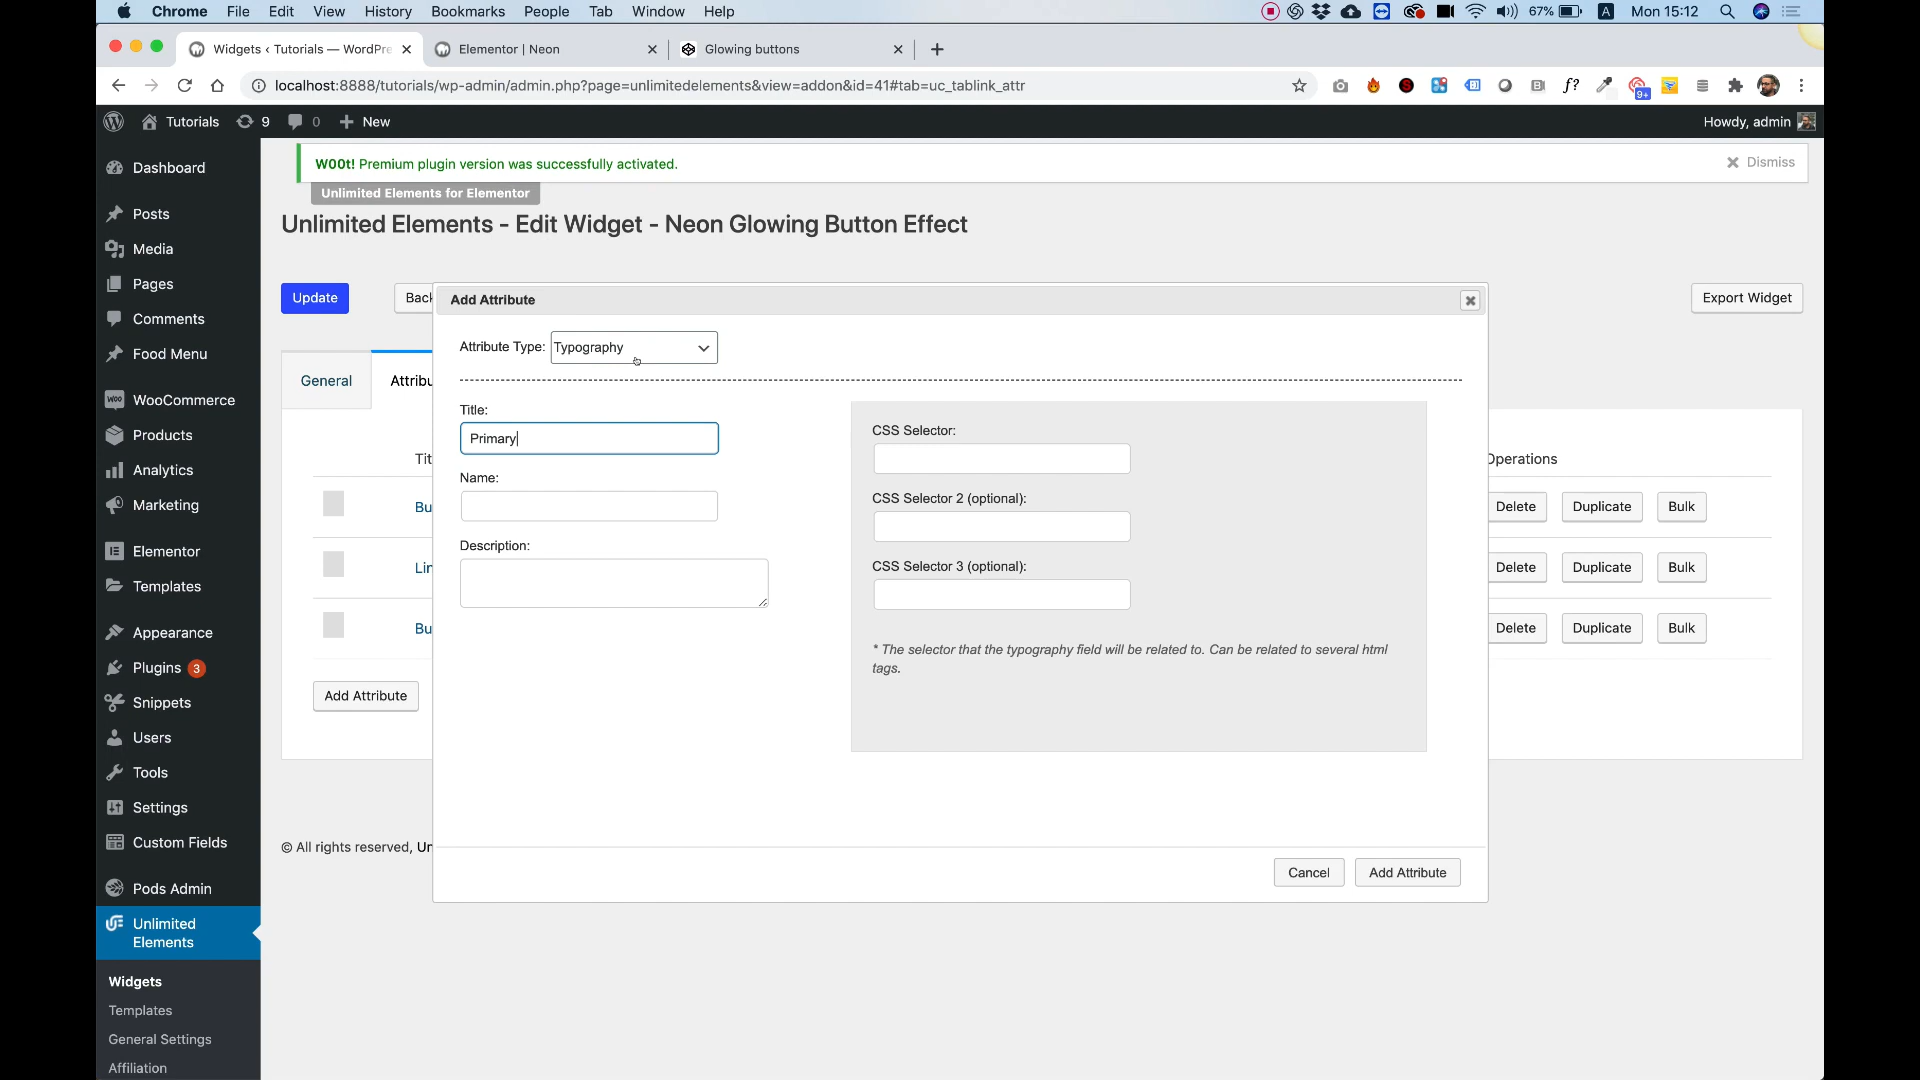 Chrome File Edit View History Bookmarks People Tab Window Help 67% A Mon 15:12
Widgets ‹ Tutorials — WordPre
Elementor | Neon
Glowing buttons
localhost:8888/tutorials/wp-admin/admin.php?page=unlimitedelements&view=addon&id=41#tab=uc_tablink_attr
f?
9+
Tutorials 9 0 New
Howdy, admin
Dashboard
Posts
Media
Pages
Comments
Food Menu
WooCommerce
Products
Analytics
Marketing
Elementor
Templates
Appearance
Plugins 3
Snippets
Users
Tools
Settings
Custom Fields
Pods Admin
Unlimited
Elements
Widgets
Templates
General Settings
Affiliation
W00t! Premium plugin version was successfully activated.
Dismiss
Unlimited Elements for Elementor
Unlimited Elements - Edit Widget - Neon Glowing Button Effect
Update
Back
Export Widget
General
Attribu
Tit
Operations
Bu
Delete Duplicate Bulk
Lin
Delete Duplicate Bulk
Bu
Delete Duplicate Bulk
Add Attribute
© All rights reserved, Un
Add Attribute
Attribute Type: Typography
Title:
Primary
Name:
Description:
CSS Selector:
CSS Selector 2 (optional):
CSS Selector 3 (optional):
* The selector that the typography field will be related to. Can be related to several html
tags.
Cancel
Add Attribute